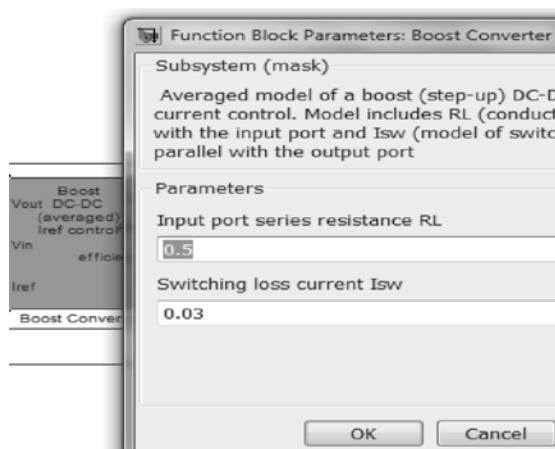 Function Block Parameters: Boost Converter
Subsystem (mask)
Averaged model of a boost (step-up) DC-D
current control. Model includes RL (conduct
with the input port and Isw (model of switc
parallel with the output port
Parameters
Input port series resistance RL
0.5
Switching loss current Isw
0.03
OK
Cancel
Boost
Vout DC-DC
(averaged)
Iref control
Vin
efficie
Iref
Boost Conver